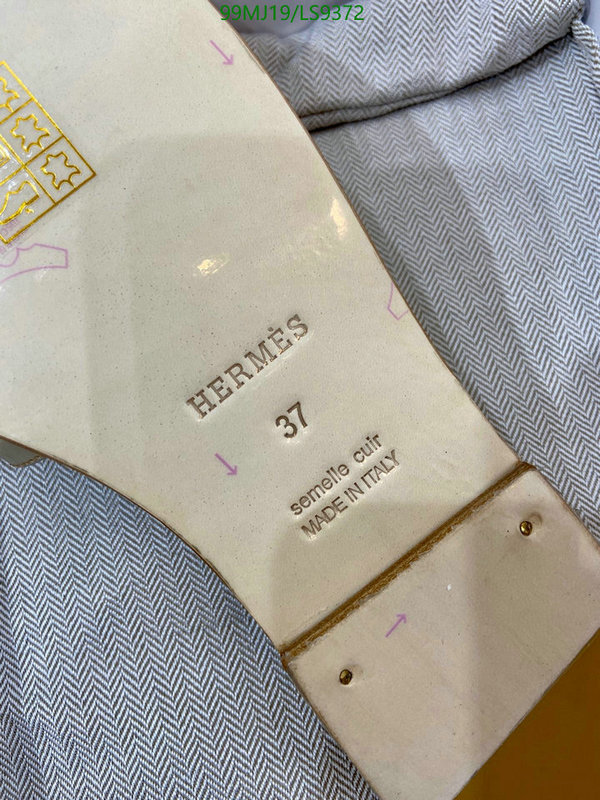 99MJ19/LS9372
HERMÈS
37
semelle cuir
MADE IN ITALY